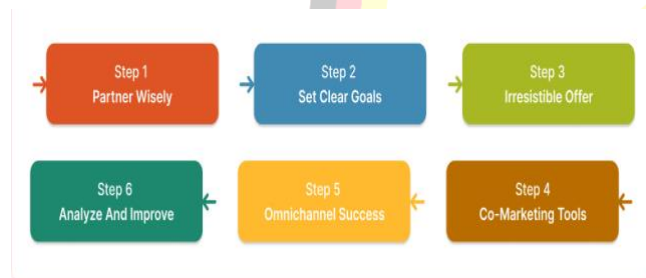 Step 1
Partner Wisely
Step 2
Set Clear Goals
Step 3
Irresistible Offer
Step 4
Co-Marketing Tools
Step 5
Omnichannel Success
Step 6
Analyze And Improve